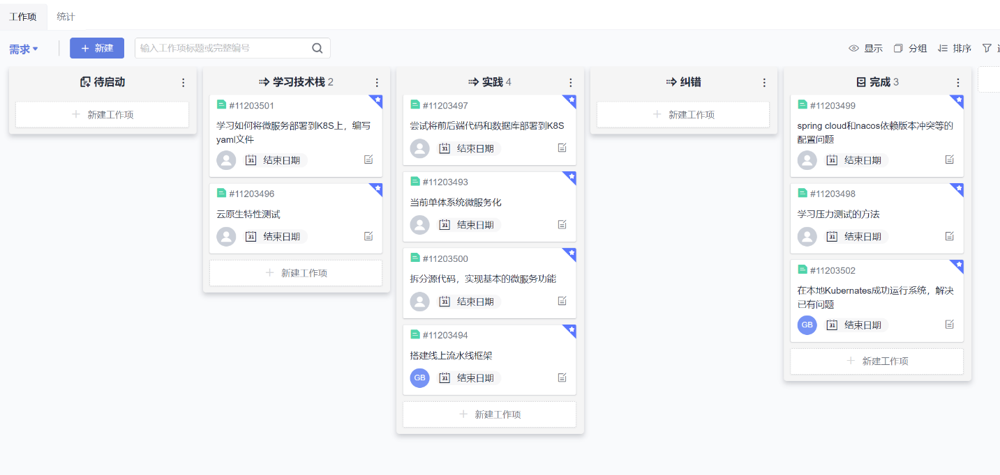 工作项 统计
需求 + 新建 输入工作项标题或完整编号 显示 分组 排序
待启动
+ 新建工作项
学习技术栈 2
#11203501
学习如何将微服务部署到K8S上，编写
yaml文件
31 结束日期
#11203496
云原生特性测试
31 结束日期
+ 新建工作项
实践 4
#11203497
尝试将前后端代码和数据库部署到K8S
31 结束日期
#11203493
当前单体系统微服务化
31 结束日期
#11203500
拆分源代码，实现基本的微服务功能
31 结束日期
#11203494
搭建线上流水线框架
GB 31 结束日期
+ 新建工作项
纠错
+ 新建工作项
完成 3
#11203499
spring cloud和nacos依赖版本冲突等的
配置问题
31 结束日期
#11203498
学习压力测试的方法
31 结束日期
#11203502
在本地Kubernates成功运行系统，解决
已有问题
GB 31 结束日期
+ 新建工作项